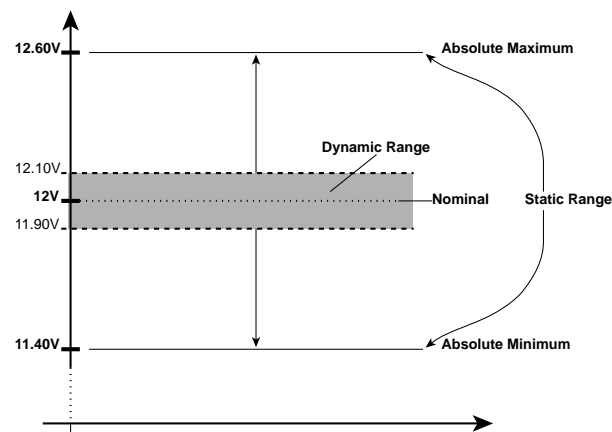 12.60V
Absolute Maximum
Dynamic Range
12.10V
12V
Nominal
Static Range
11.90V
11.40V
Absolute Minimum